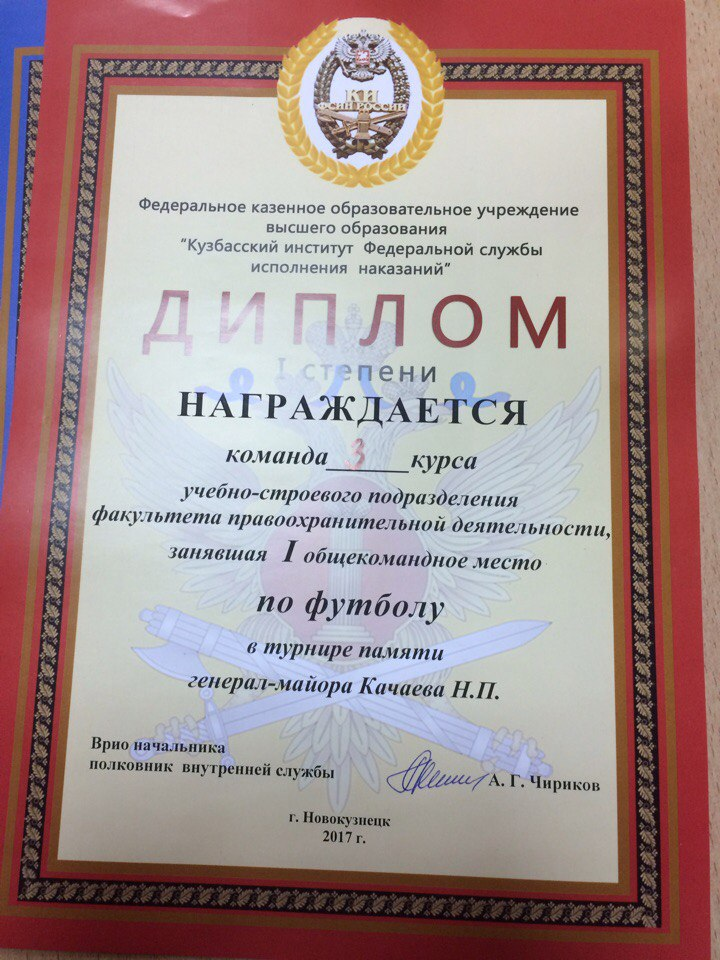 КИ
ФСИН РОССИИ
Федеральное казенное образовательное учреждение
высшего образования
"Кузбасский институт Федеральной службы
исполнения наказаний"
ДИПЛОМ
I степени
НАГРАЖДАЕТСЯ
команда 3 курса
учебно-строевого подразделения
факультета правоохранительной деятельности,
занявшая I общекомандное место
по футболу
в турнире памяти
генерал-майора Качаева Н.П.
Врио начальника
полковник внутренней службы
А. Г. Чириков
г. Новокузнецк
2017 г.